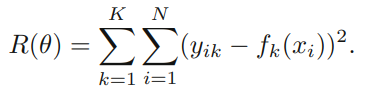 R(θ) = ∑_{k=1}^{K} ∑_{i=1}^{N} (y_{ik} − f_k(x_i))².